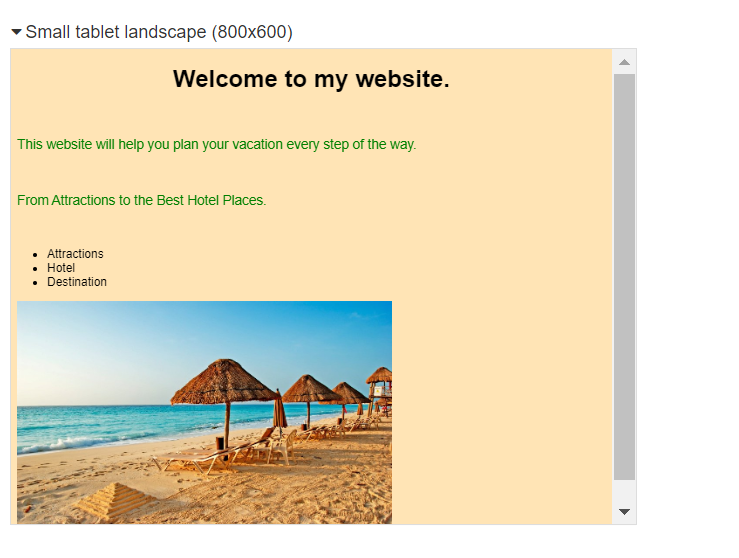 Small tablet landscape (800x600)
Welcome to my website.
This website will help you plan your vacation every step of the way.
From Attractions to the Best Hotel Places.
Attractions
Hotel
Destination